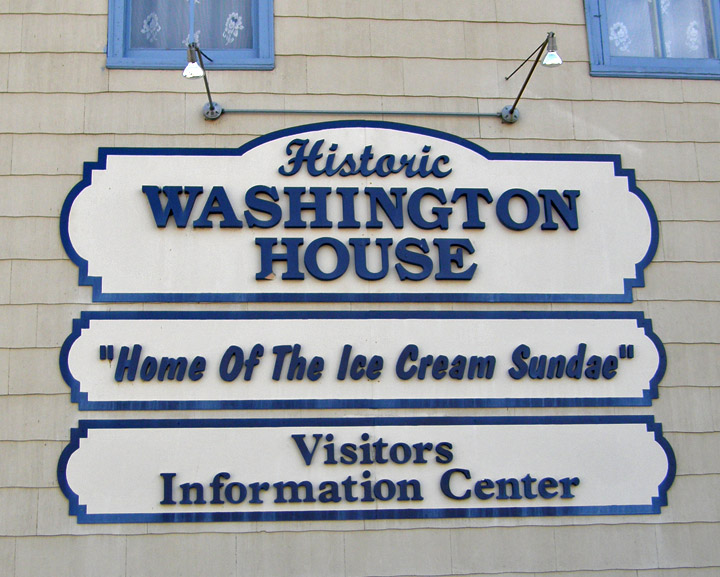 Historic
WASHINGTON
HOUSE
"Home Of The Ice Cream Sundae"
Visitors
Information Center